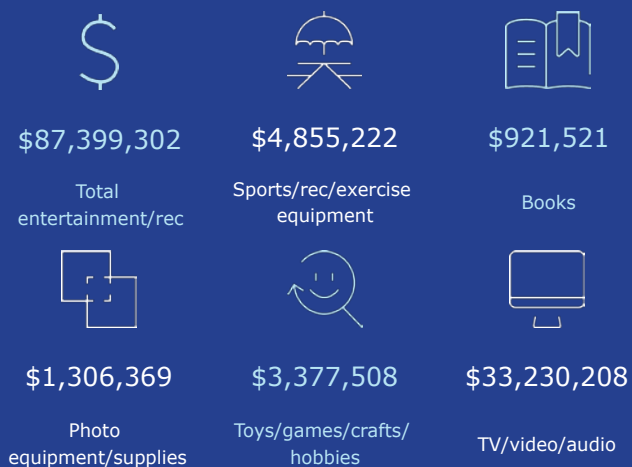 $87,399,302
Total
entertainment/rec
$4,855,222
Sports/rec/exercise
equipment
$921,521
Books
$1,306,369
Photo
equipment/supplies
$3,377,508
Toys/games/crafts/
hobbies
$33,230,208
TV/video/audio